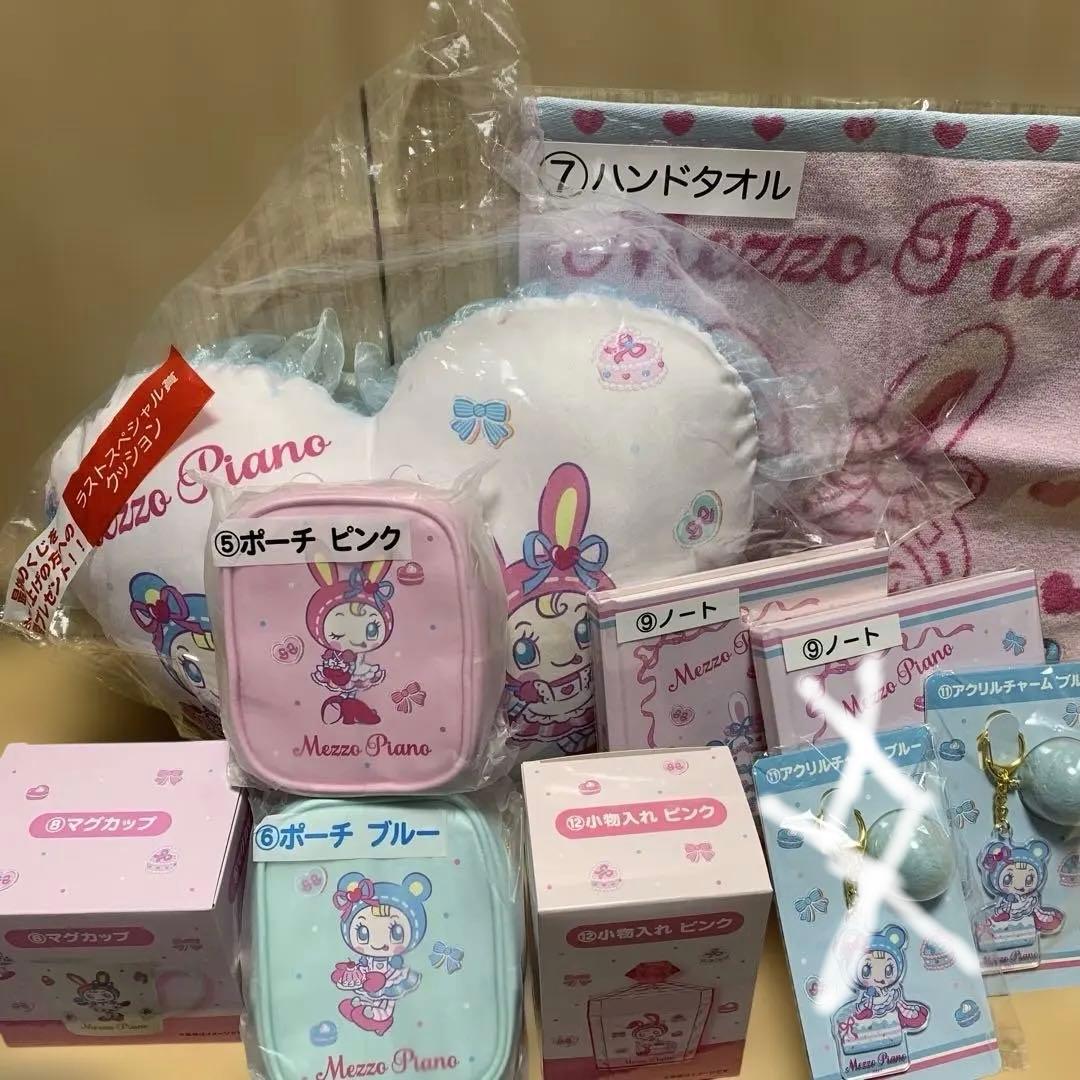 ⑦ハンドタオル
Mezzo Pia
ラストスペシャル賞
クッション
ezzo Piano
⑤ポーチ ピンク
Mezzo Piano
⑨ノート
Mezzo
⑨ノート
Mezzo Piano
⑪アクリルチャーム ブル
⑪アクリルチ ブルー
⑧マグカップ
⑧マグカップ
Mezzo Piano
⑥ポーチ ブルー
Mezzo Piano
⑫小物入れ ピンク
⑫小物入れ ピンク
Mezzo Piano
Mezzo Piano